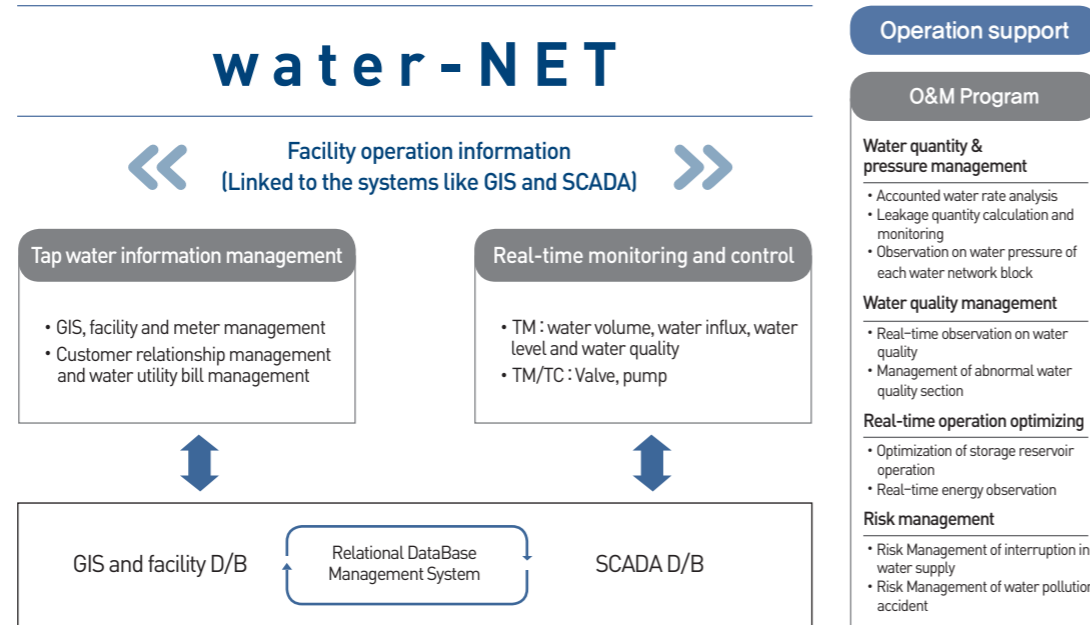 water-NET
Facility operation information
(Linked to the systems like GIS and SCADA)
Tap water information management
• GIS, facility and meter management
• Customer relationship management
and water utility bill management
Real-time monitoring and control
• TM : water volume, water influx, water
level and water quality
• TM/TC : Valve, pump
GIS and facility D/B
Relational DataBase
Management System
SCADA D/B
Operation support
O&M Program
Water quantity &
pressure management
• Accounted water rate analysis
• Leakage quantity calculation and
monitoring
• Observation on water pressure of
each water network block
Water quality management
• Real-time observation on water
quality
• Management of abnormal water
quality section
Real-time operation optimizing
• Optimization of storage reservoir
operation
• Real-time energy observation
Risk management
• Risk Management of interruption in
water supply
• Risk Management of water pollution
accident